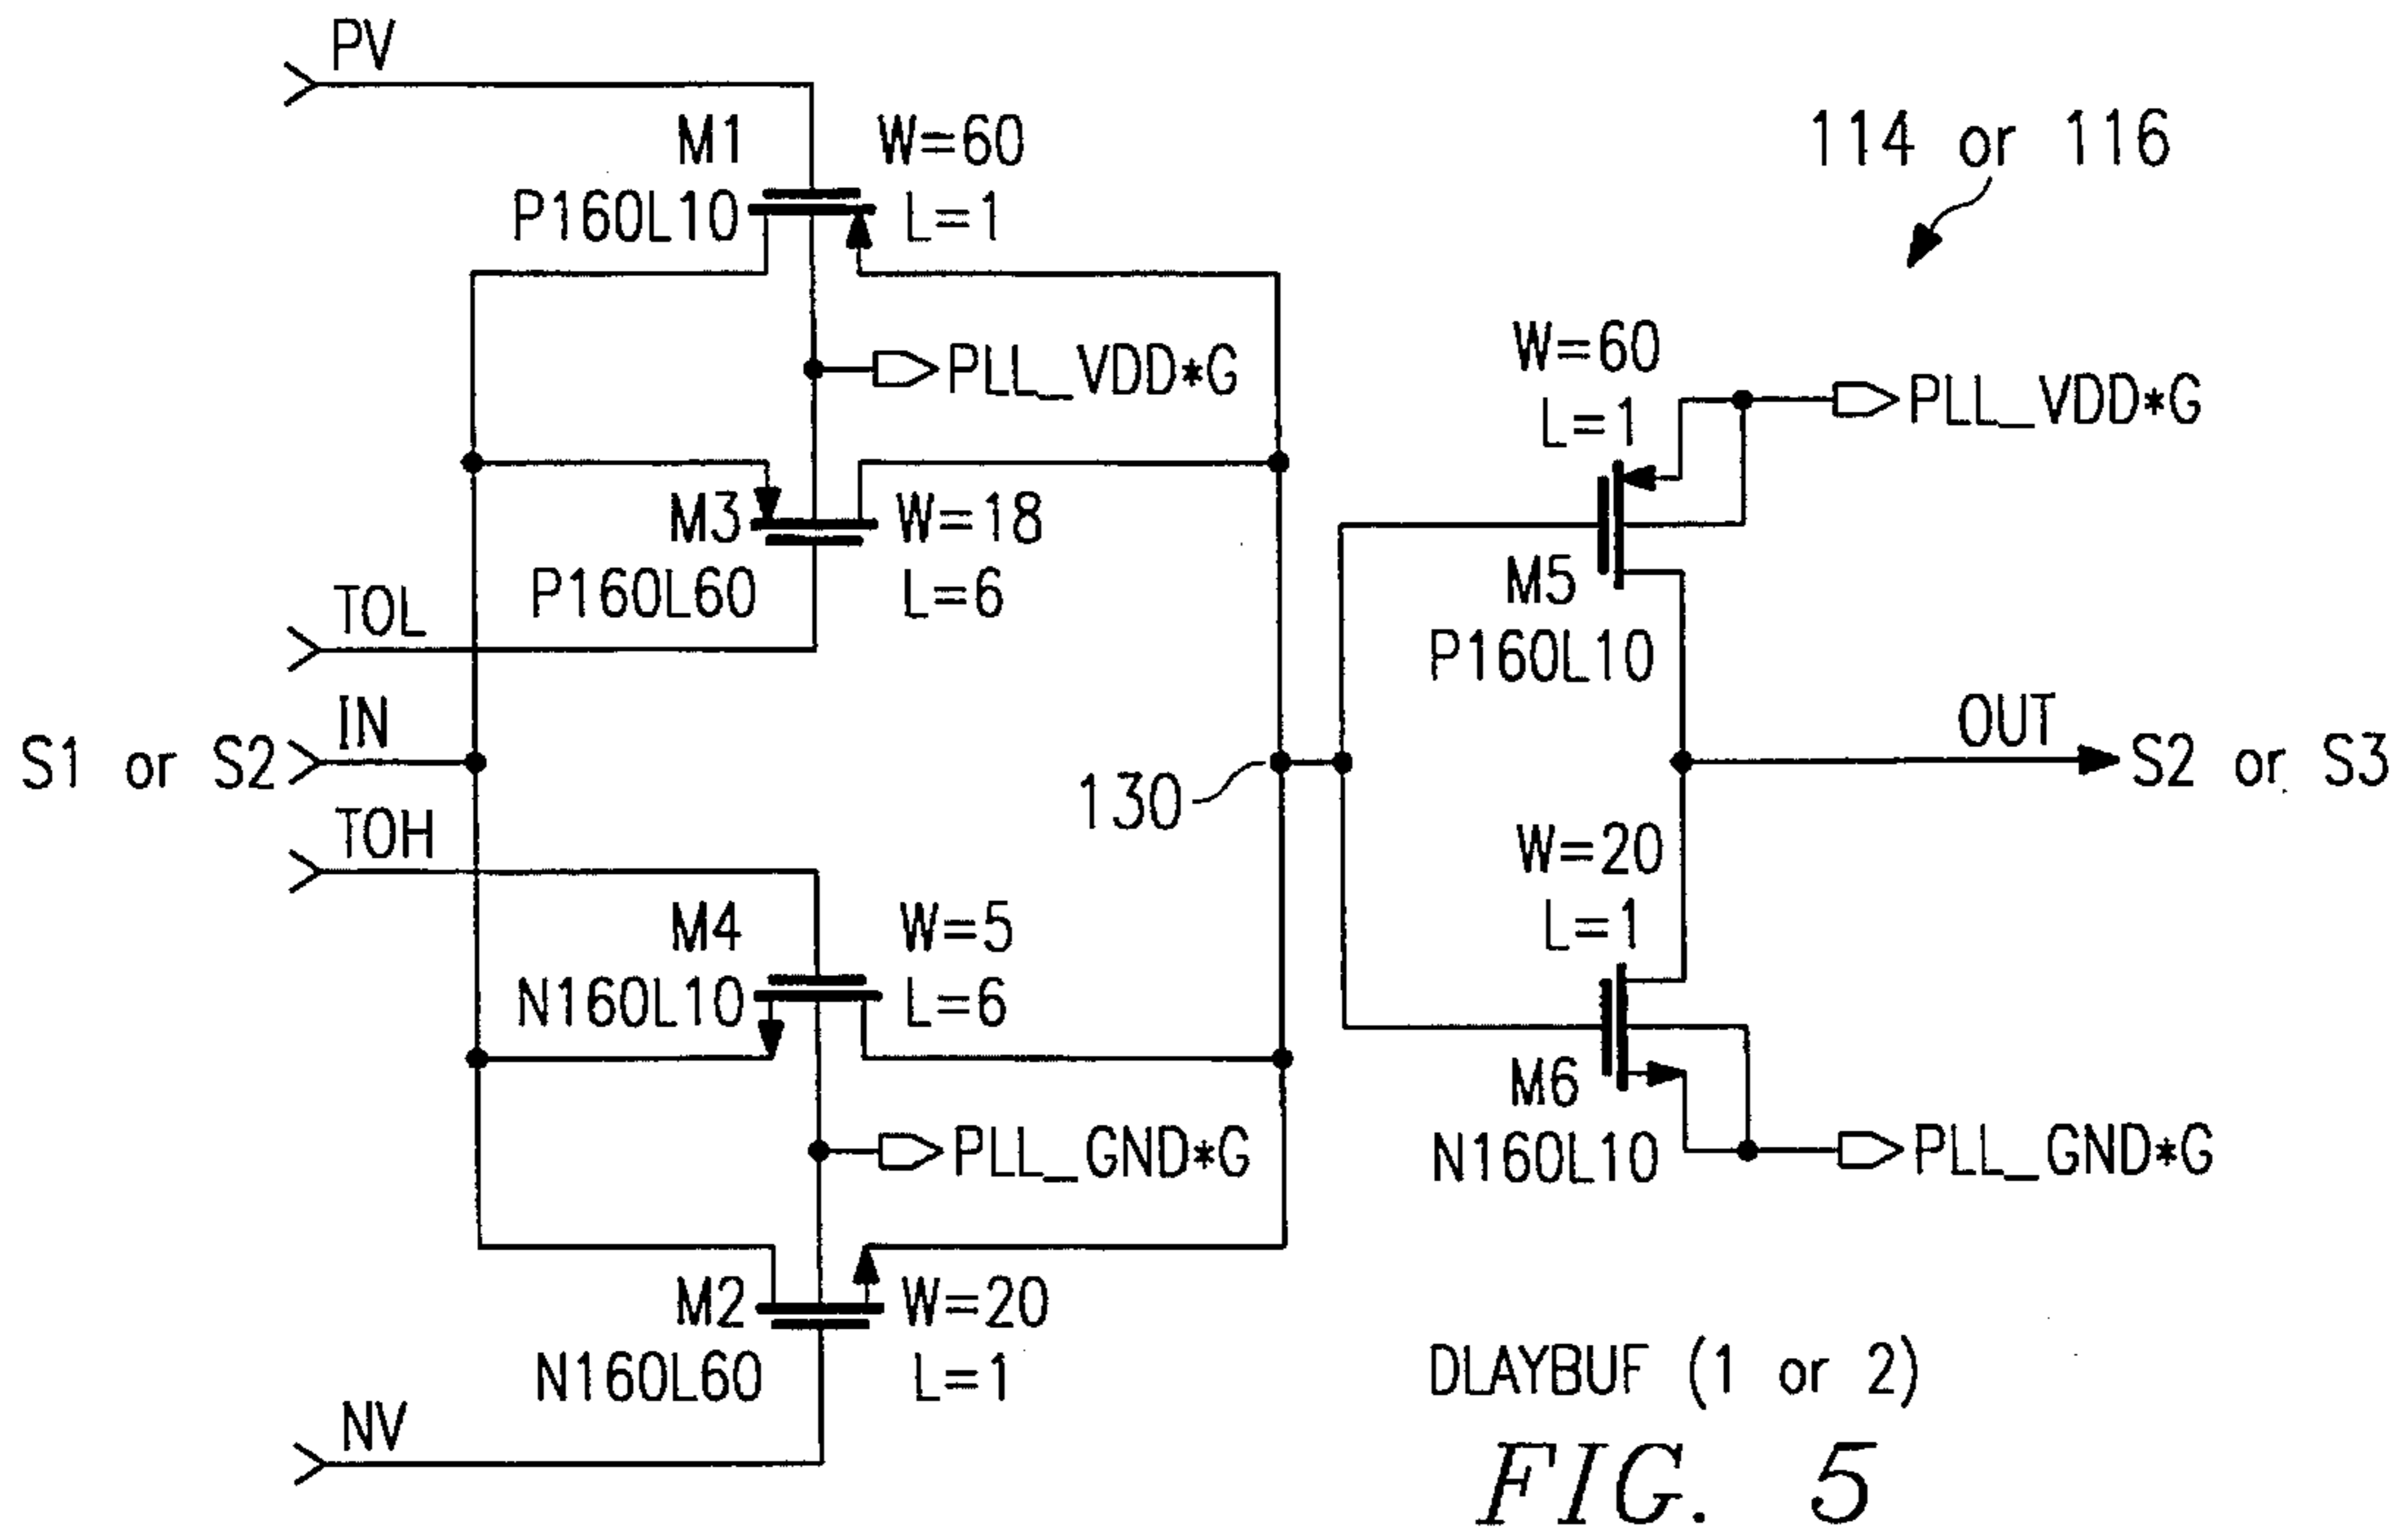 PV
M1 W=60
P160L10 L=1
114 or 116
PLL_VDD*G
M3 W=18
P160L60 L=6
TOL
W=60
L=1
PLL_VDD*G
M5
P160L10
IN
S1 or S2
TOH
130
OUT
S2 or S3
M4 W=5
N160L10 L=6
W=20
L=1
PLL_GND*G
M6
N160L10
PLL_GND*G
M2 W=20
N160L60 L=1
NV
DLAYBUF (1 or 2)
FIG. 5